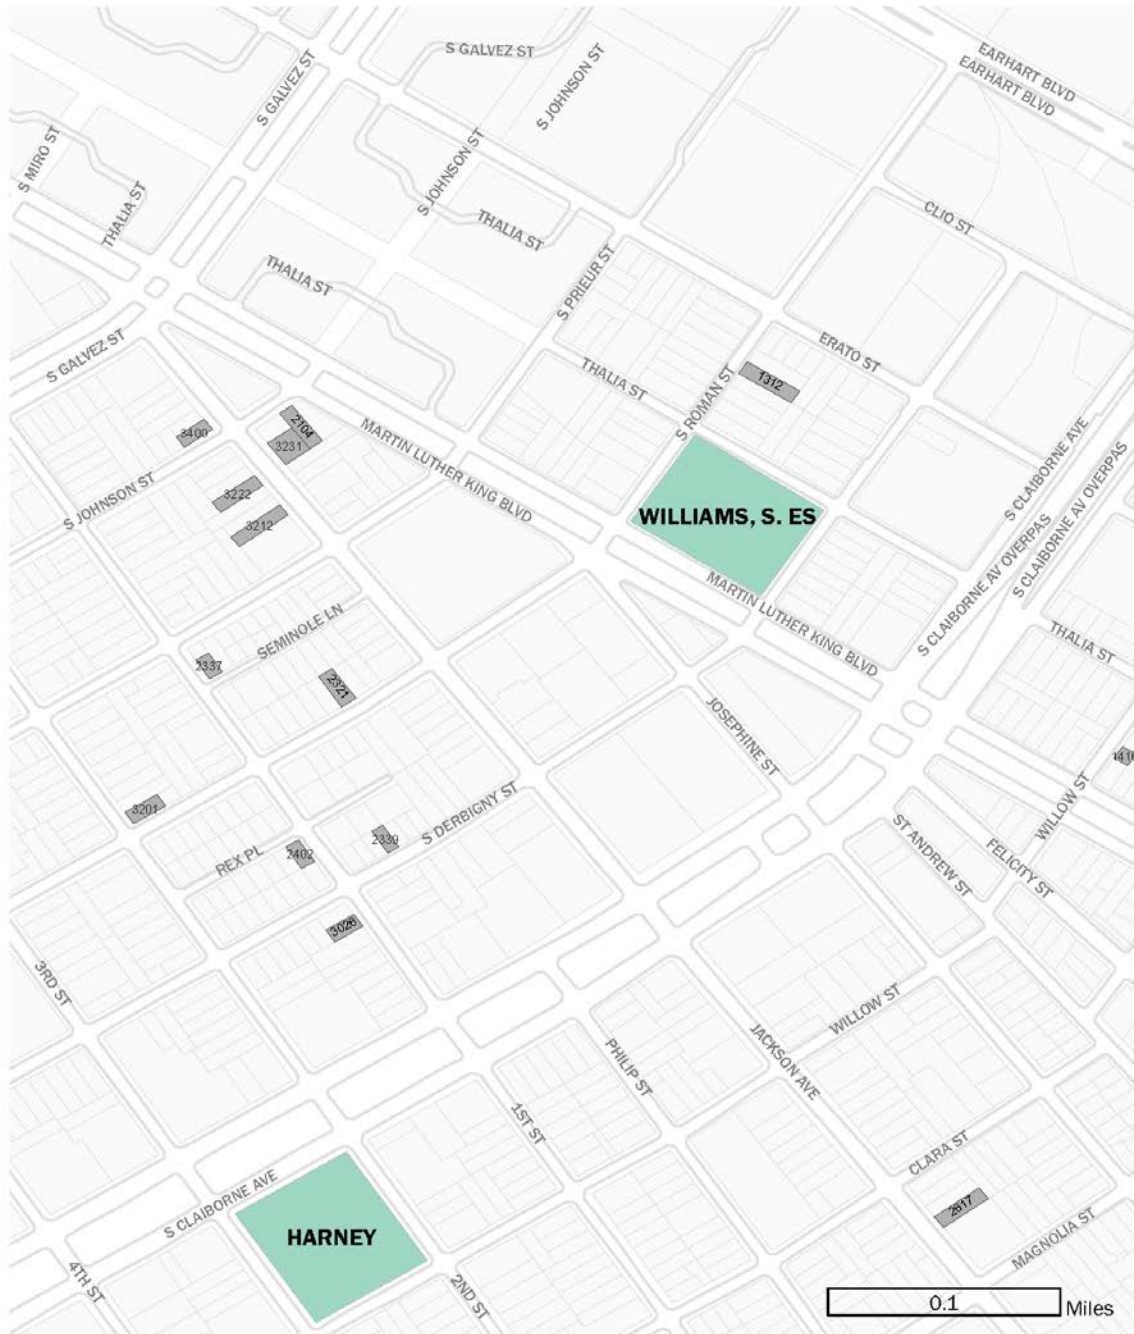 S GALVEZ ST
S GALVEZ ST
S JOHNSON ST
EARHART BLVD
EARHART BLVD
S MIRO ST
THALIA ST
S JOHNSON ST
THALIA ST
CLIO ST
THALIA ST
S PRIEUR ST
S GALVEZ ST
THALIA ST
ERATO ST
1312
S ROMAN ST
3400
2104
3231
MARTIN LUTHER KING BLVD
S CLAIBORNE AVE
S CLAIBORNE AV OVERPAS
S JOHNSON ST
3222
3212
WILLIAMS, S. ES
S CLAIBORNE AV OVERPAS
MARTIN LUTHER KING BLVD
SEMINOLE LN
THALIA ST
2337
2321
JOSEPHINE ST
3201
S DERBIGNY ST
WILLOW ST
REX PL
2402
2339
ST ANDREW ST
FELICITY ST
3026
3RD ST
WILLOW ST
JACKSON AVE
PHILIP ST
1ST ST
CLARA ST
S CLAIBORNE AVE
2817
HARNEY
MAGNOLIA ST
4TH ST
2ND ST
0.1
Miles